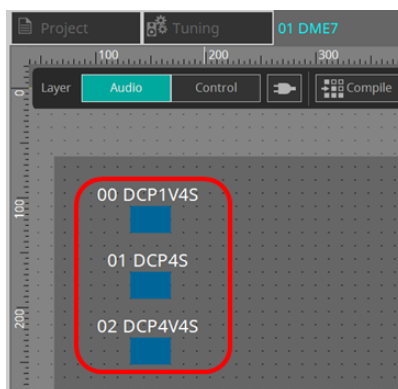 Project
Tuning
01 DME7
100
200
300
Layer
Audio
Control
Compile
0
100
00 DCP1V4S
01 DCP4S
200
02 DCP4V4S